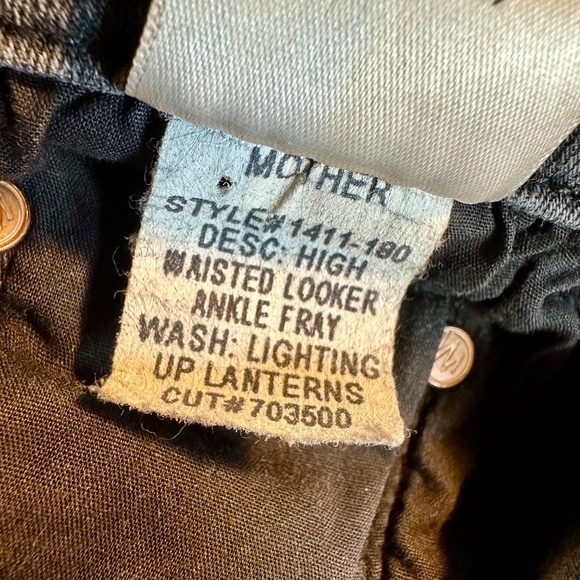 MOTHER
STYLE# 1411-180
DESC: HIGH
WAISTED LOOKER
ANKLE FRAY
WASH: LIGHTING
UP LANTERNS
CUT# 703500
M